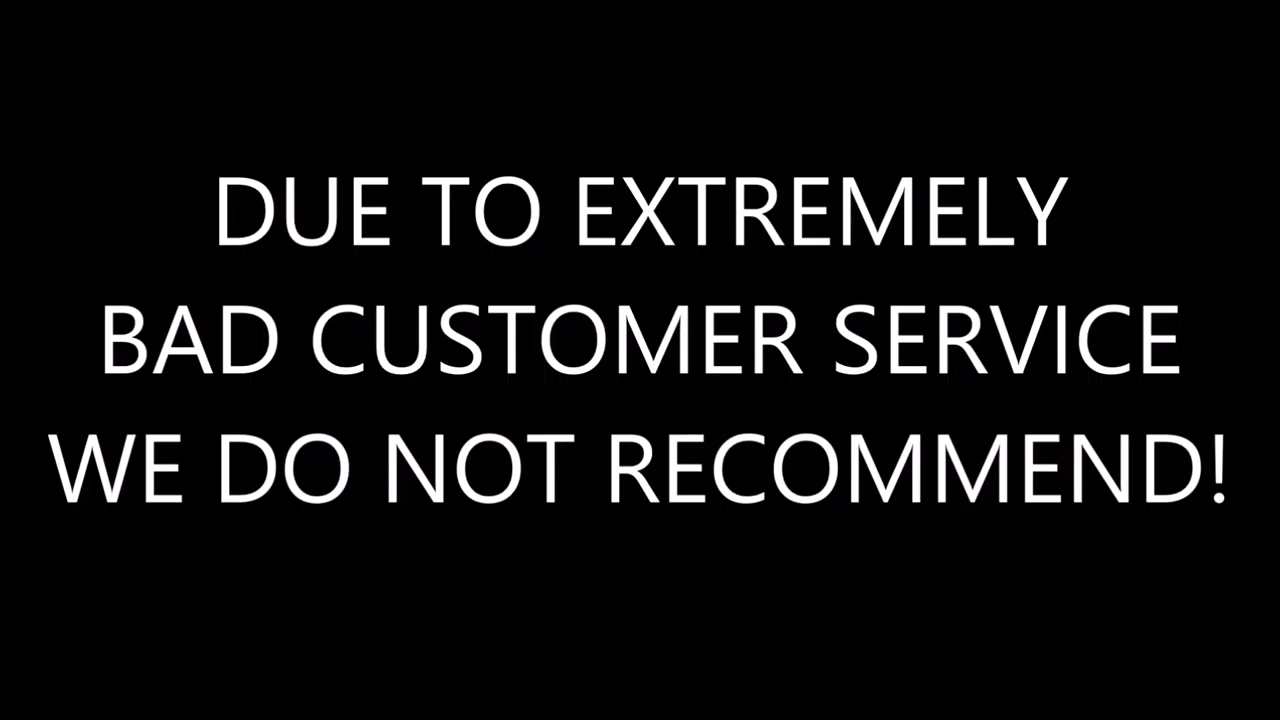 DUE TO EXTREMELY
BAD CUSTOMER SERVICE
WE DO NOT RECOMMEND!